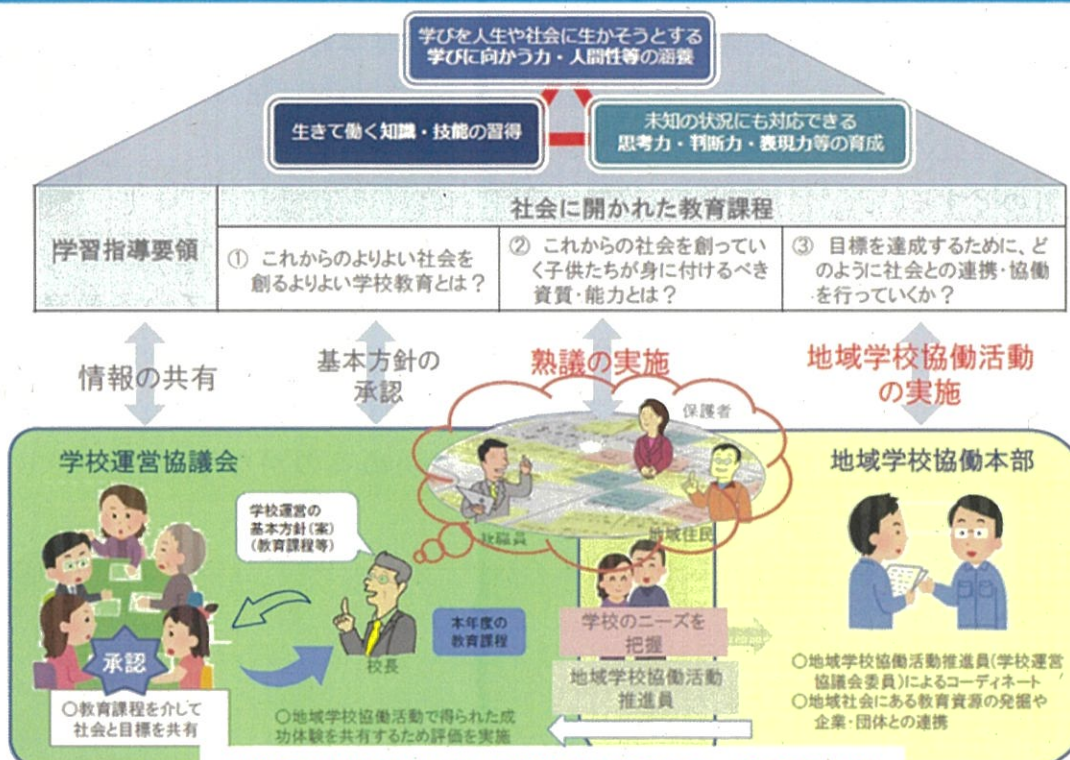 学びを人生や社会に生かそうとする
学びに向かう力・人間性等の涵養
生きて働く知識・技能の習得
未知の状況にも対応できる
思考力・判断力・表現力等の育成
学習指導要領
社会に開かれた教育課程
① これからのよりよい社会を
創るよりよい学校教育とは?
② これからの社会を創ってい
く子供たちが身に付けるべき
資質・能力とは?
③ 目標を達成するために、ど
のように社会との連携・協働
を行っていくか?
情報の共有
基本方針の
承認
熟議の実施
地域学校協働活動
の実施
学校運営協議会
学校運営の
基本方針(案)
(教育課程等)
保護者
職員
地域住民
地域学校協働本部
承認
校長
本年度の
教育課程
学校のニーズを
把握
地域学校協働活動
推進員
○教育課程を介して
社会と目標を共有
○地域学校協働活動で得られた成
功体験を共有するため評価を実施
○地域学校協働活動推進員(学校運営
協議会委員)によるコーディネート
○地域社会にある教育資源の発掘や
企業・団体との連携